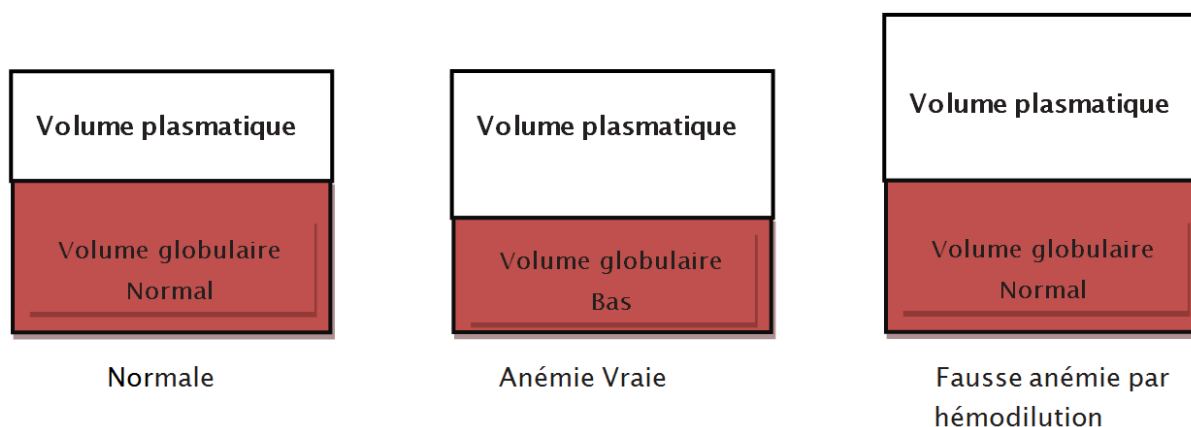 Volume plasmatique
Volume globulaire
Normal
Normale
Volume plasmatique
Volume globulaire
Bas
Anémie Vraie
Volume plasmatique
Volume globulaire
Normal
Fausse anémie par
hémodilution